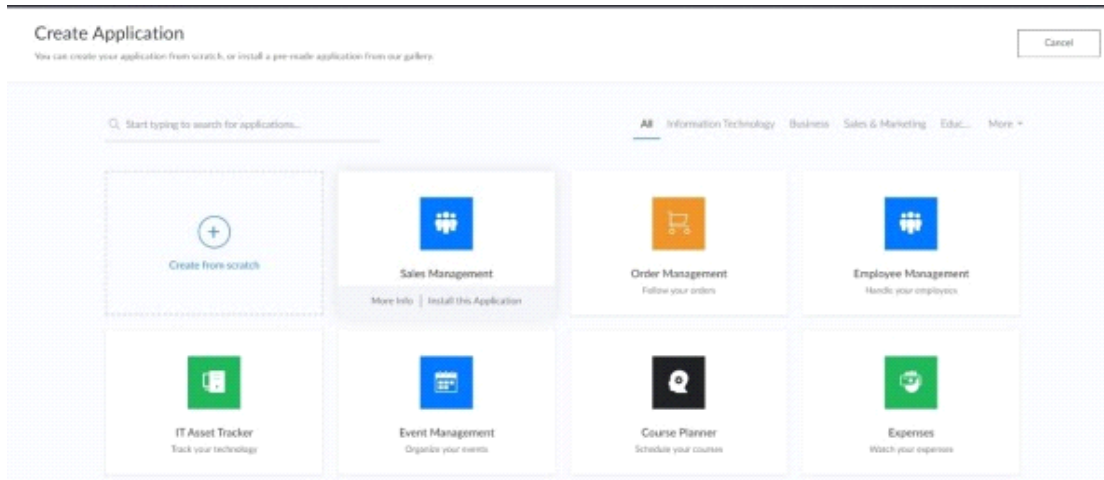 Create Application
You can create your application from scratch, or install a pre-made application from our gallery.
Cancel
Start typing to search for applications...
All Information Technology Business Sales & Marketing Educ... More
Create from scratch
Sales Management
More Info | Install this Application
Order Management
Follow your orders
Employee Management
Handle your employees
IT Asset Tracker
Track your technology
Event Management
Organize your events
Course Planner
Schedule your courses
Expenses
Watch your expenses